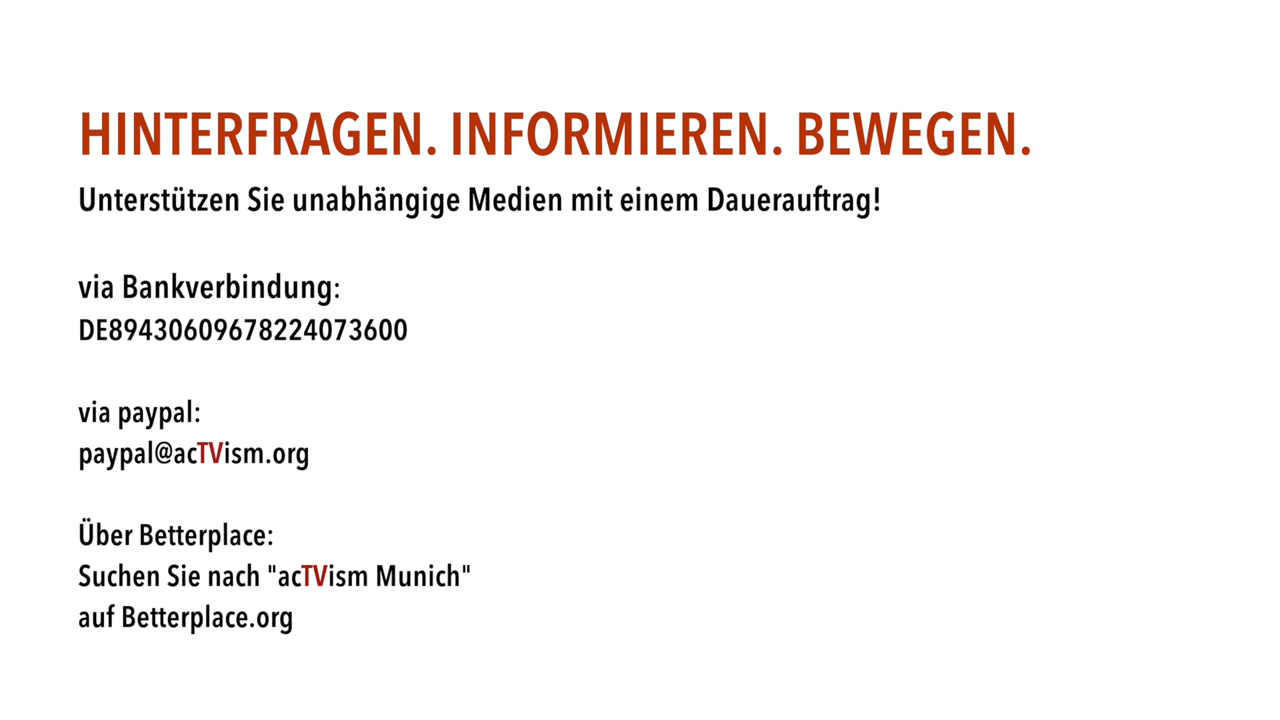 HINTERFRAGEN. INFORMIEREN. BEWEGEN.
Unterstützen Sie unabhängige Medien mit einem Dauerauftrag!
via Bankverbindung:
DE89430609678224073600
via paypal:
paypal@acTVism.org
Über Betterplace:
Suchen Sie nach "acTVism Munich"
auf Betterplace.org